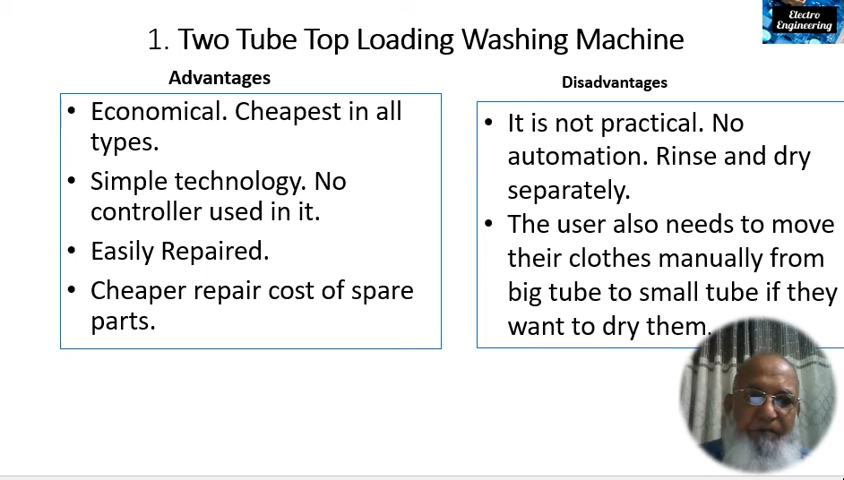 Electro
Engineering
1. Two Tube Top Loading Washing Machine
Advantages
• Economical. Cheapest in all
types.
• Simple technology. No
controller used in it.
• Easily Repaired.
• Cheaper repair cost of spare
parts.
Disadvantages
• It is not practical. No
automation. Rinse and dry
separately.
• The user also needs to move
their clothes manually from
big tube to small tube if they
want to dry them.